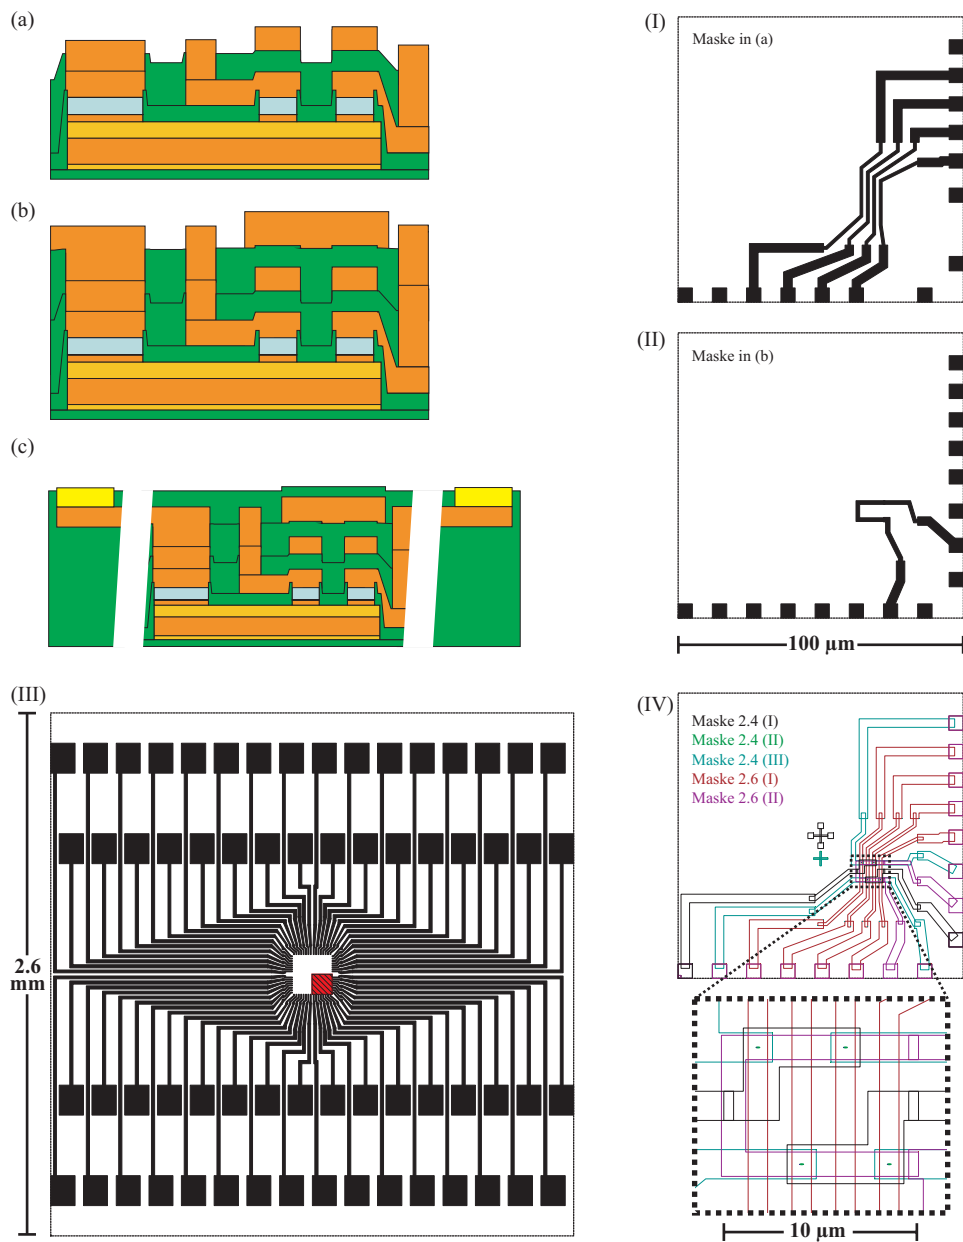 (a)
(I)
Maske in (a)
(b)
(II)
Maske in (b)
(c)
100 µm
(III)
(IV)
Maske 2.4 (I)
Maske 2.4 (II)
Maske 2.4 (III)
Maske 2.6 (I)
Maske 2.6 (II)
2.6
mm
10 µm